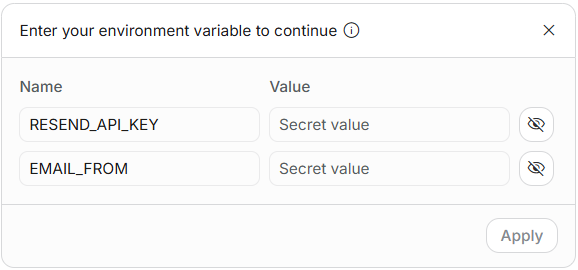 Enter your environment variable to continue
Name Value
RESEND_API_KEY Secret value
EMAIL_FROM Secret value
Apply